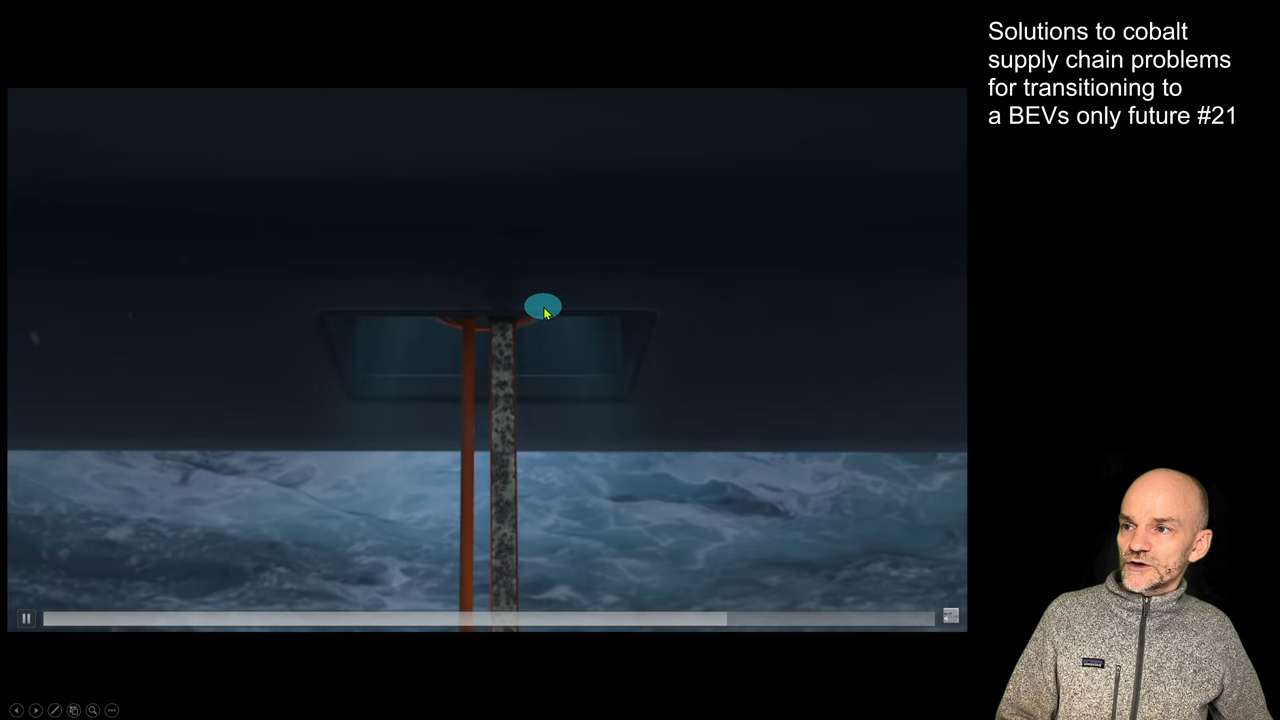 Solutions to cobalt
supply chain problems
for transitioning to
a BEVs only future #21